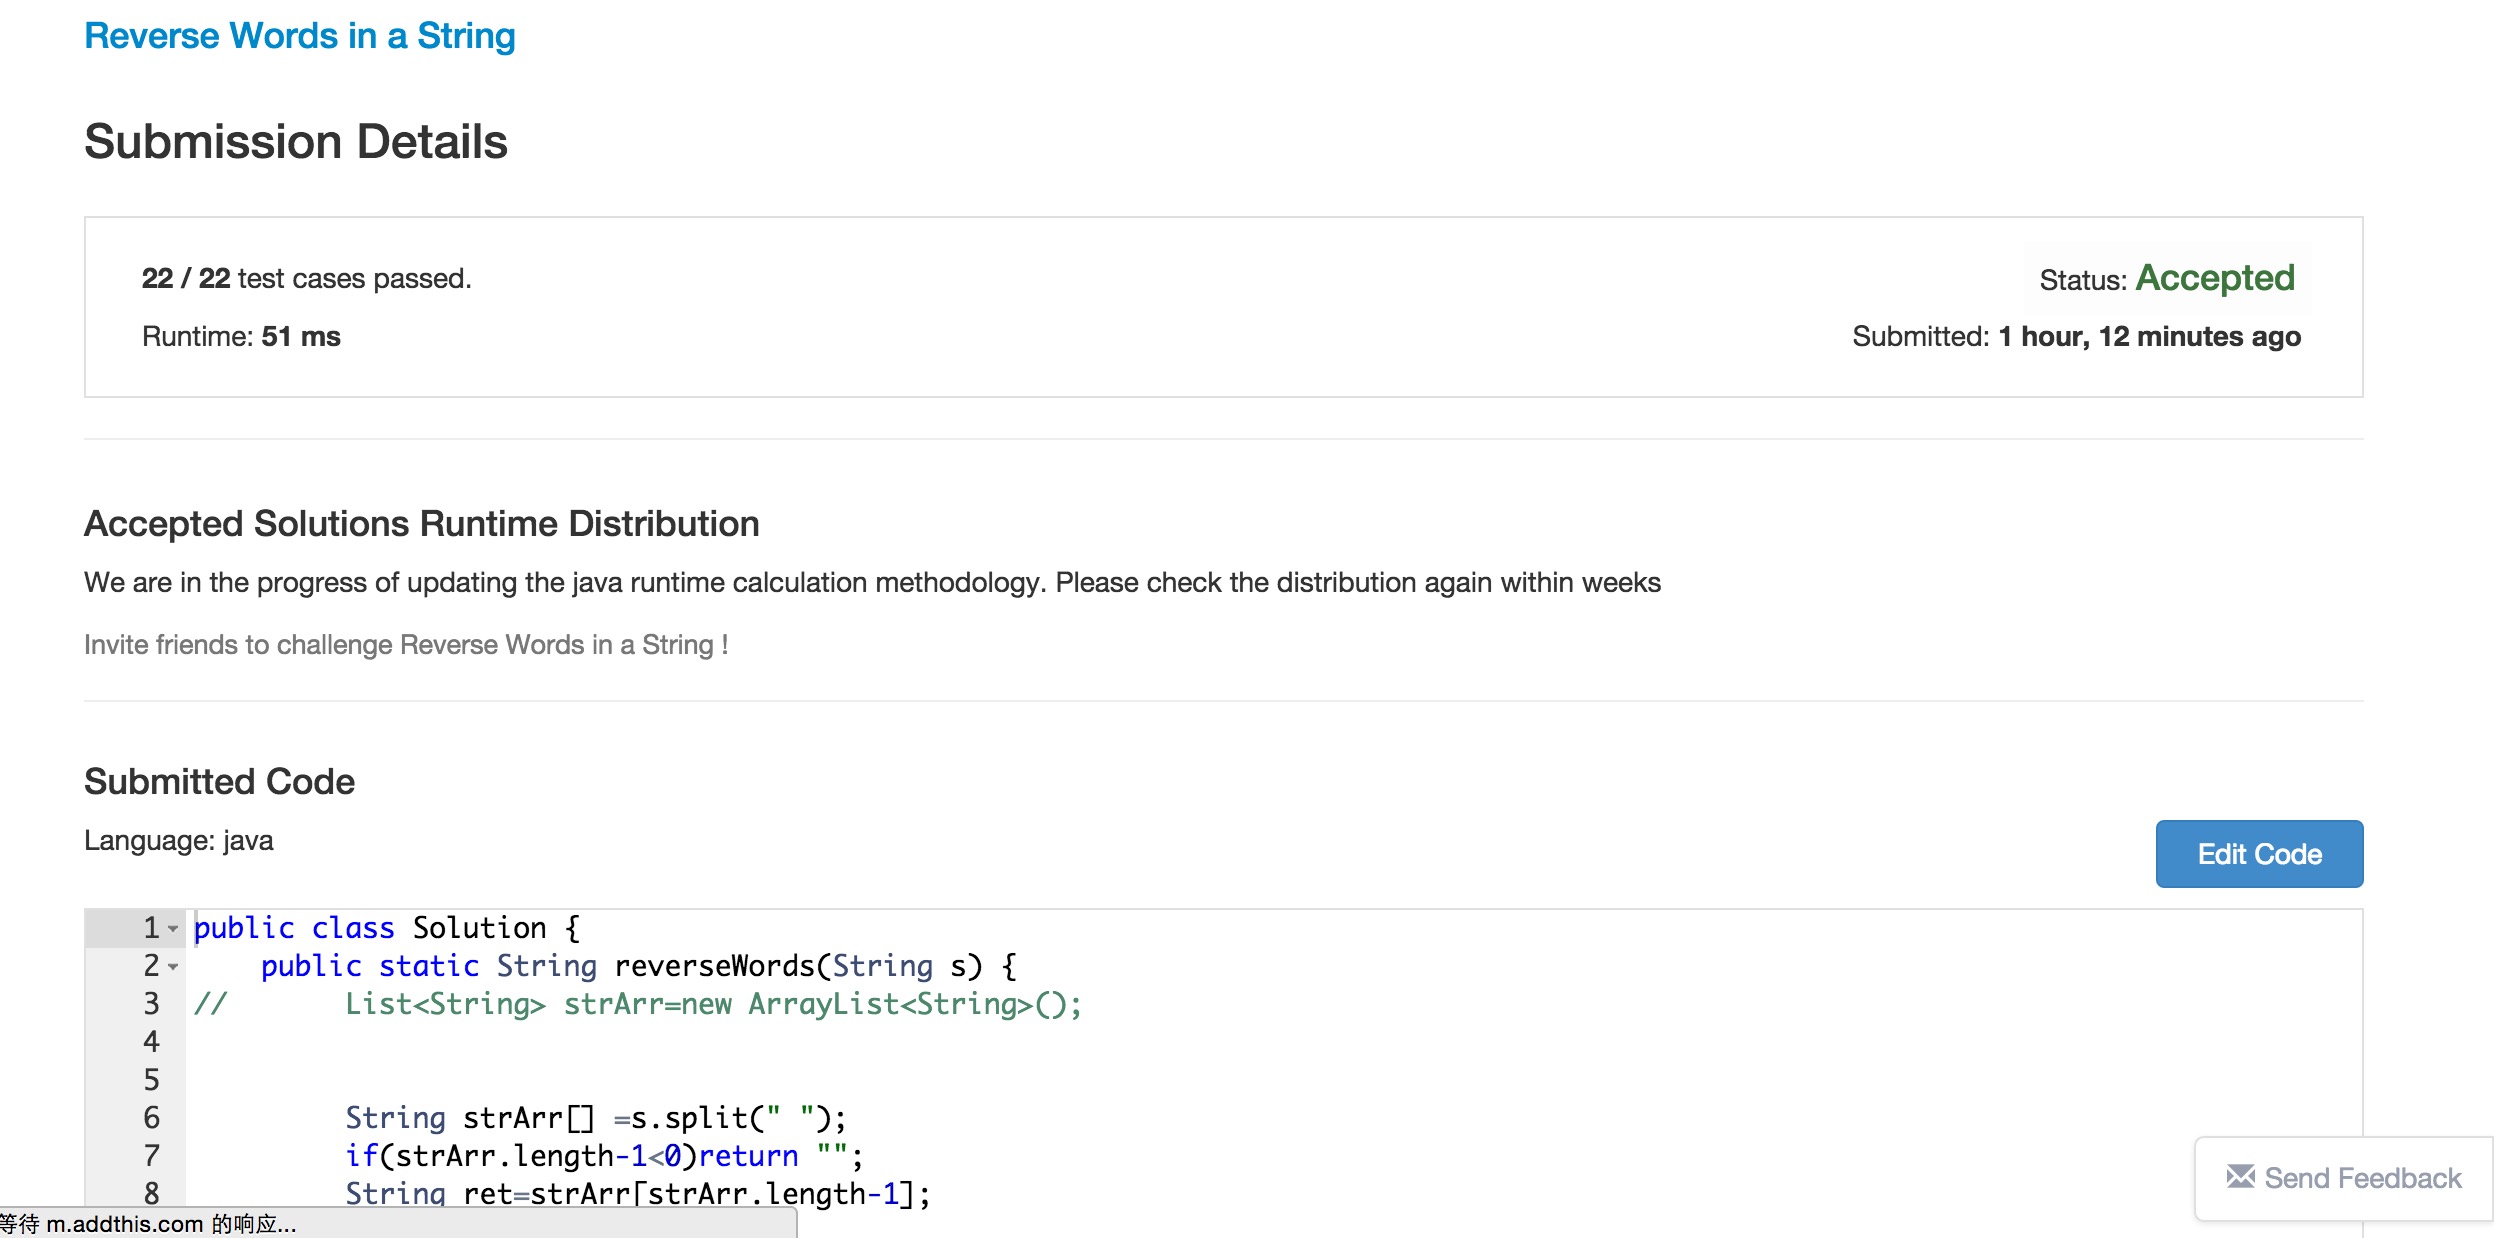 Reverse Words in a String
Submission Details
22 / 22 test cases passed.
Status: Accepted
Runtime: 51 ms
Submitted: 1 hour, 12 minutes ago
Accepted Solutions Runtime Distribution
We are in the progress of updating the java runtime calculation methodology. Please check the distribution again within weeks
Invite friends to challenge Reverse Words in a String !
Submitted Code
Language: java
Edit Code
1 public class Solution {
2 public static String reverseWords(String s) {
3 // List<String> strArr=new ArrayList<String>();
4
5
6 String strArr[] =s.split(" ");
7 if(strArr.length-1<0)return "";
8 String ret=strArr[strArr.length-1];
Send Feedback
等待 m.addthis.com 的响应...